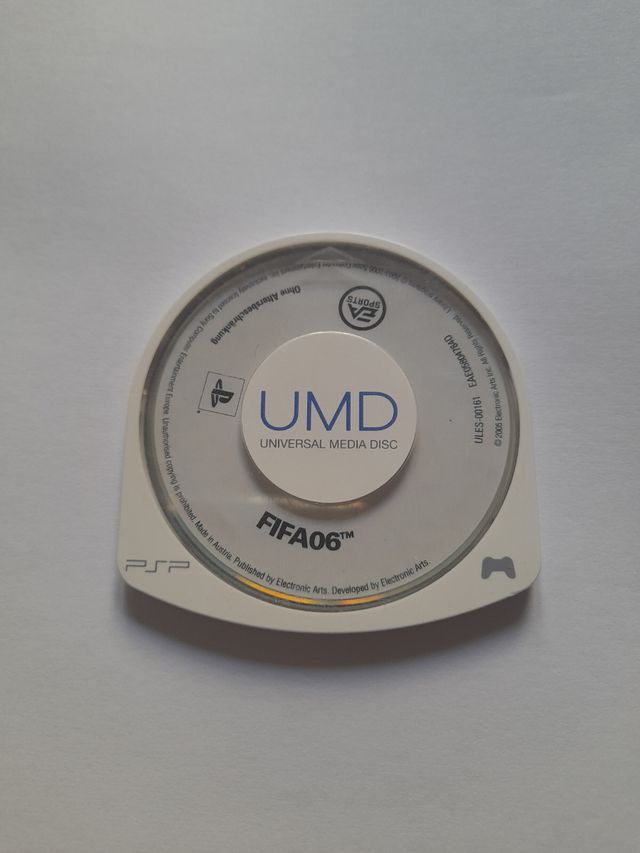 UMD
UNIVERSAL MEDIA DISC
FIFA06™
EA
SPORTS
Ohne Altersbeschränkung
ULES-00161
© 2005 Electronic Arts Inc. All Rights Reserved.
Unauthorised copying is prohibited. Made in Austria. Published by Electronic Arts. Developed by Electronic Arts.
PSP